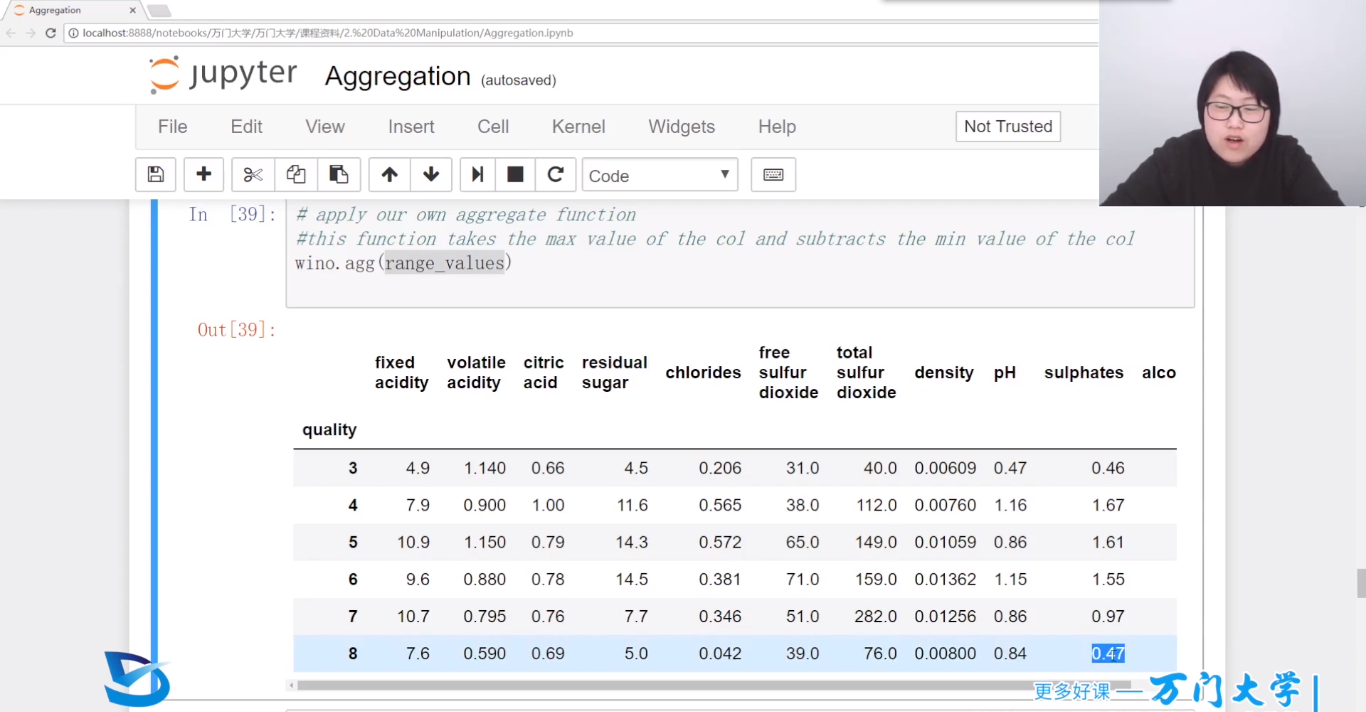 Aggregation
localhost:8888/notebooks/万门大学/万门大学/课程资料/2.%20Data%20Manipulation/Aggregation.ipynb
jupyter Aggregation (autosaved)
File Edit View Insert Cell Kernel Widgets Help Not Trusted
Code
In [39]: # apply our own aggregate function
#this function takes the max value of the col and subtracts the min value of the col
wino.agg(range_values)
Out[39]:
fixed acidity volatile acidity citric acid residual sugar chlorides free sulfur dioxide total sulfur dioxide density pH sulphates alco
quality
3 4.9 1.140 0.66 4.5 0.206 31.0 40.0 0.00609 0.47 0.46
4 7.9 0.900 1.00 11.6 0.565 38.0 112.0 0.00760 1.16 1.67
5 10.9 1.150 0.79 14.3 0.572 65.0 149.0 0.01059 0.86 1.61
6 9.6 0.880 0.78 14.5 0.381 71.0 159.0 0.01362 1.15 1.55
7 10.7 0.795 0.76 7.7 0.346 51.0 282.0 0.01256 0.86 0.97
8 7.6 0.590 0.69 5.0 0.042 39.0 76.0 0.00800 0.84 0.47
更多好课 — 万门大学